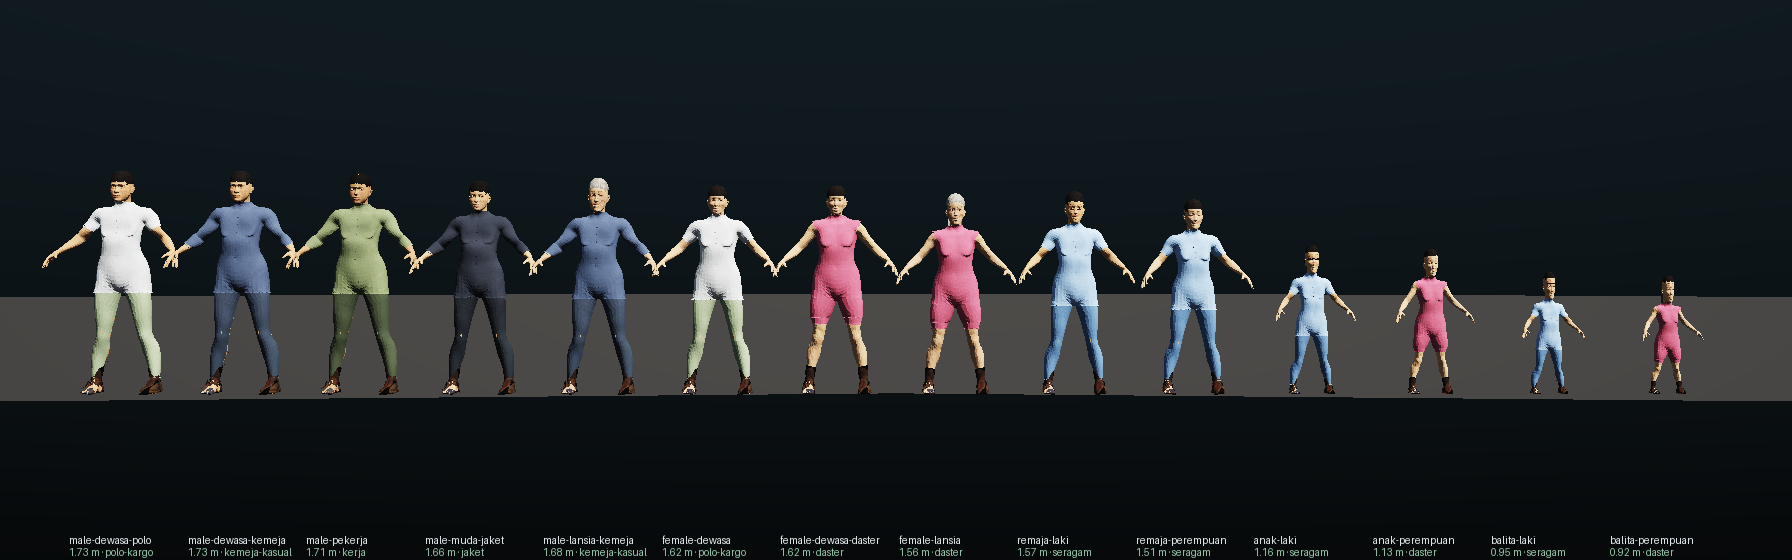 male-dewasa-polo
1.73 m · polo-kargo
male-dewasa-kemeja
1.73 m · kemeja-kasual
male-pekerja
1.71 m · kerja
male-muda-jaket
1.66 m · jaket
male-lansia-kemeja
1.68 m · kemeja-kasual
female-dewasa
1.62 m · polo-kargo
female-dewasa-daster
1.62 m · daster
female-lansia
1.56 m · daster
remaja-laki
1.57 m · seragam
remaja-perempuan
1.51 m · seragam
anak-laki
1.16 m · seragam
anak-perempuan
1.13 m · daster
balita-laki
0.95 m · seragam
balita-perempuan
0.92 m · daster